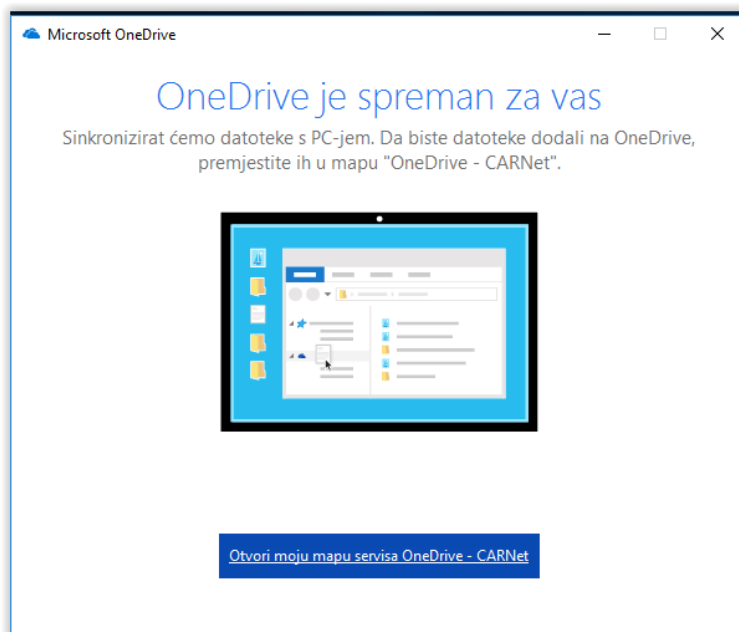 Microsoft OneDrive
OneDrive je spreman za vas
Sinkronizirat ćemo datoteke s PC-jem. Da biste datoteke dodali na OneDrive,
premjestite ih u mapu "OneDrive - CARNet".
Otvori moju mapu servisa OneDrive - CARNet